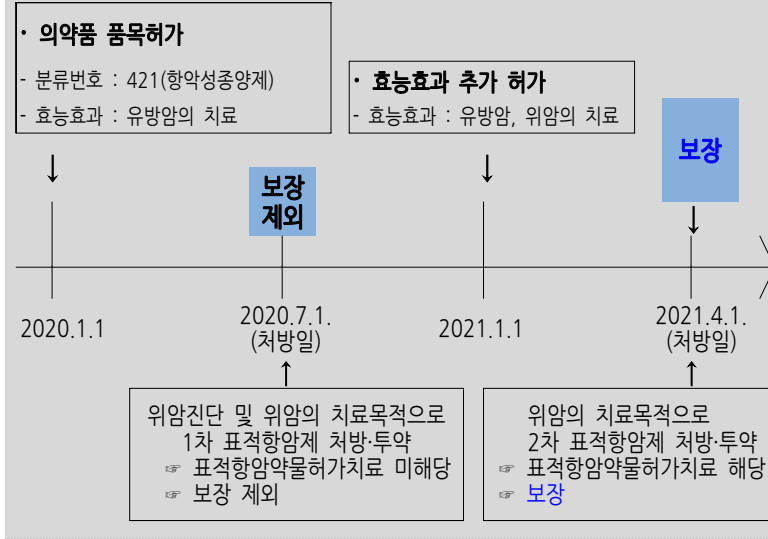 · 의약품 품목허가
- 분류번호 : 421(항악성종양제)
- 효능효과 : 유방암의 치료
· 효능효과 추가 허가
- 효능효과 : 유방암, 위암의 치료
보장
제외
보장
2020.1.1
2020.7.1.
(처방일)
2021.1.1
2021.4.1.
(처방일)
위암진단 및 위암의 치료목적으로
1차 표적항암제 처방·투약
☞ 표적항암약물허가치료 미해당
☞ 보장 제외
위암의 치료목적으로
2차 표적항암제 처방·투약
☞ 표적항암약물허가치료 해당
☞ 보장